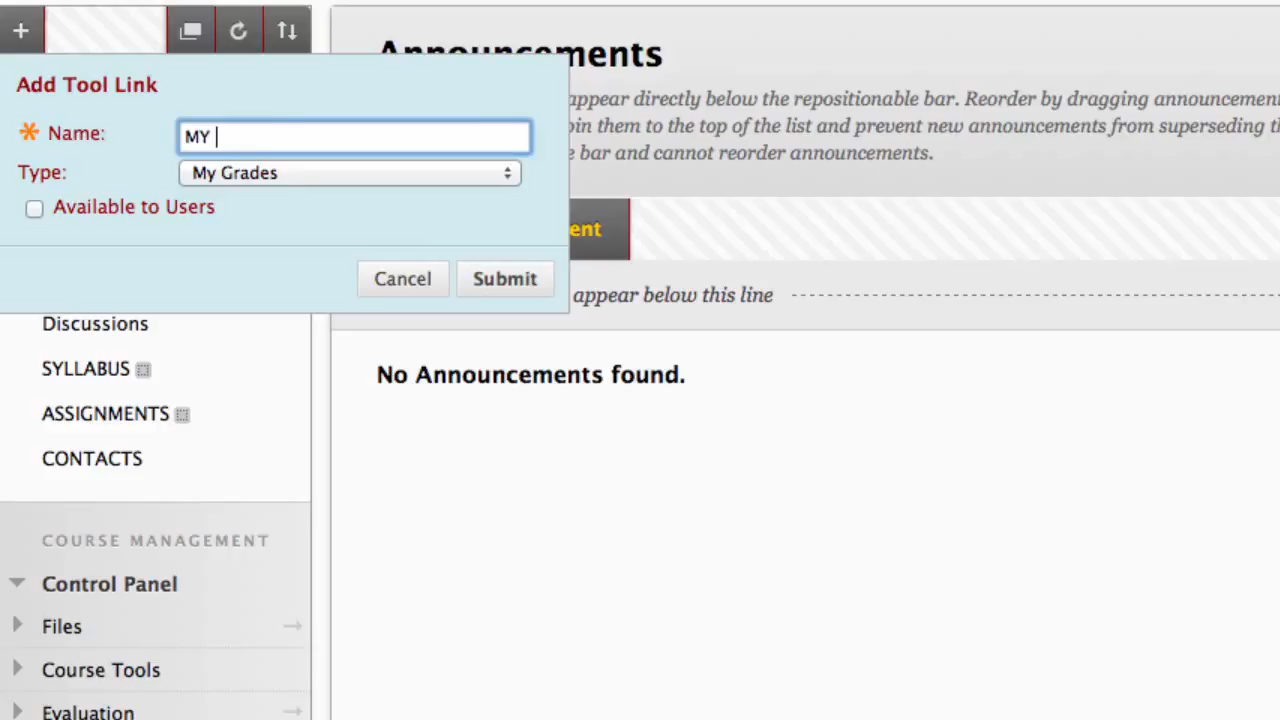 Announcements
Add Tool Link
appear directly below the repositionable bar. Reorder by dragging announcement
Name:
MY
to the top of the list and prevent new announcements from superseding
bar and cannot reorder announcements.
Type:
My Grades
Available to Users
Cancel
Submit
appear below this line
Discussions
No Announcements found.
SYLLABUS
ASSIGNMENTS
CONTACTS
COURSE MANAGEMENT
Control Panel
Files
Course Tools
Evaluation